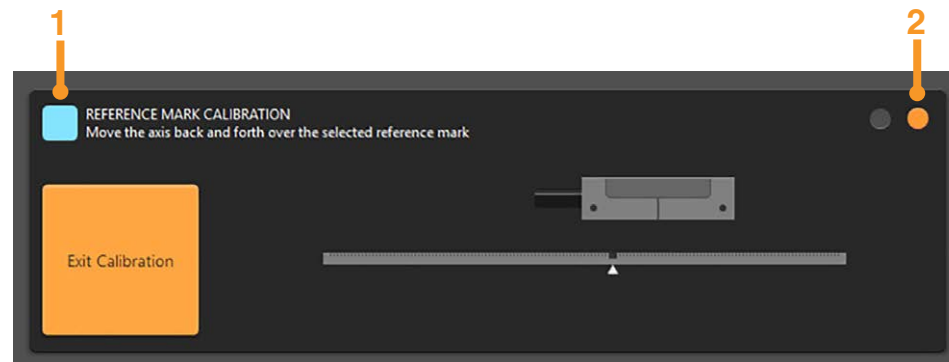 1
2
REFERENCE MARK CALIBRATION
Move the axis back and forth over the selected reference mark
Exit Calibration